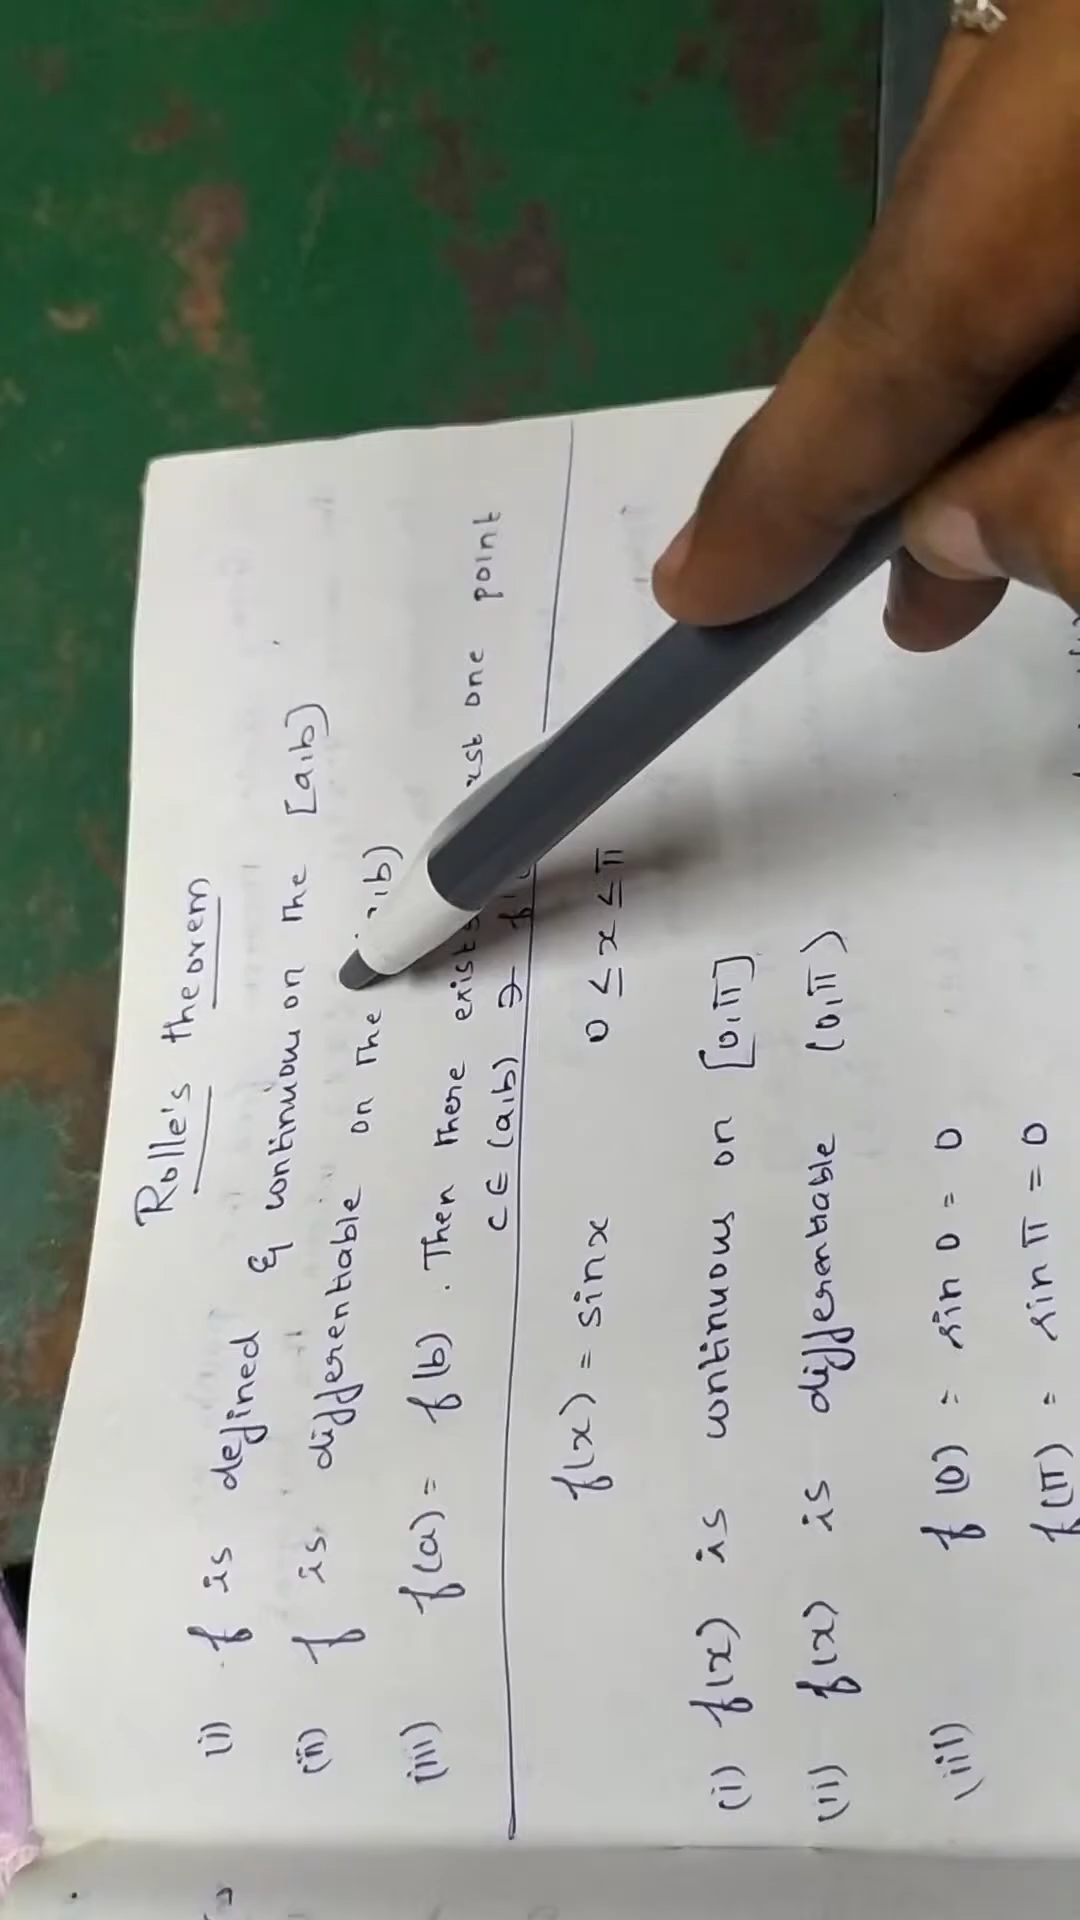 Rolle's theorem
(i) f is defined & continuous on the [a,b]
(ii) f is differentiable on the ,b)
(iii) f(a) = f(b). Then there exists one point
c ∈ (a,b) ∋ f'
f(x) = sinx 0 ≤ x ≤ π
(i) f(x) is continuous on [0,π]
(ii) f(x) is differentiable (0,π)
(iii) f(0) = sin 0 = 0
f(π) = sin π = 0